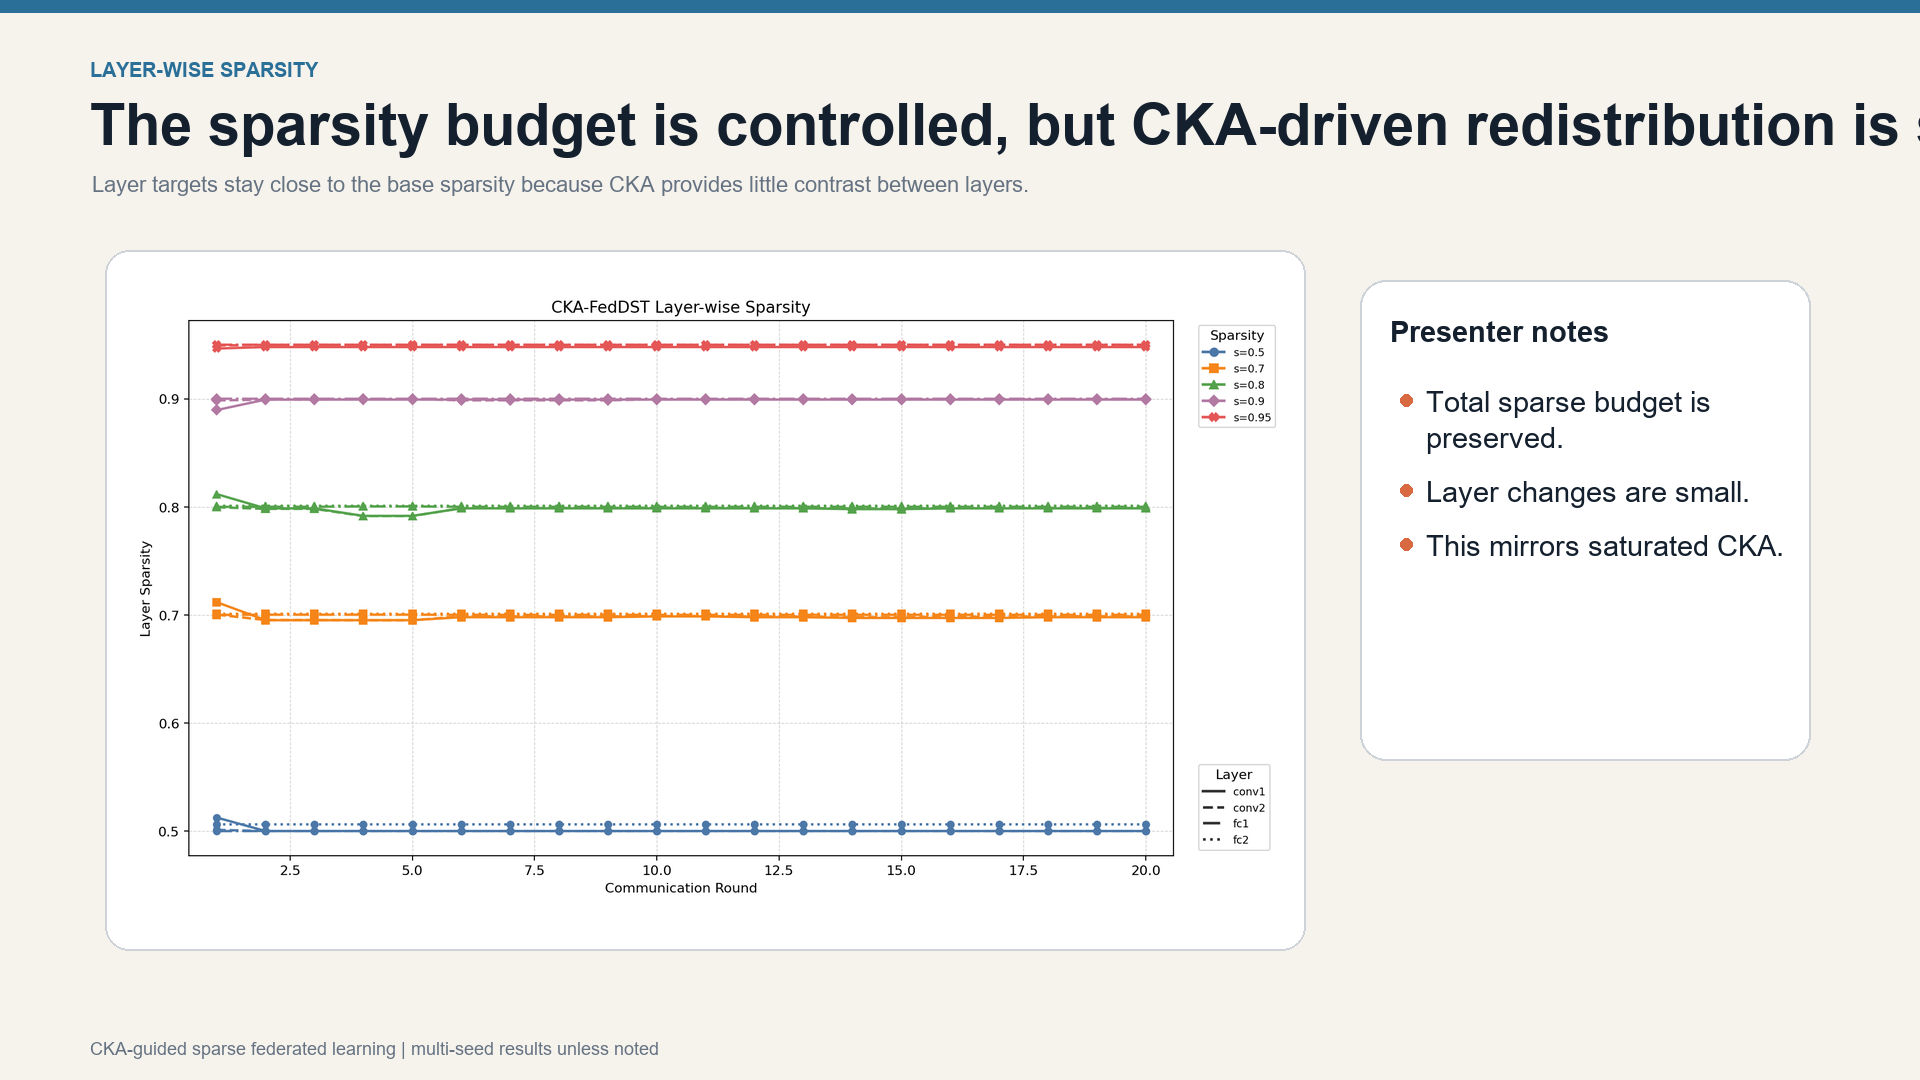 LAYER-WISE SPARSITY
The sparsity budget is controlled, but CKA-driven redistribution is
Layer targets stay close to the base sparsity because CKA provides little contrast between layers.
CKA-FedDST Layer-wise Sparsity
Sparsity
s=0.5
s=0.7
s=0.8
s=0.9
s=0.95
0.9
0.8
0.7
0.6
0.5
Layer Sparsity
Layer
conv1
conv2
fc1
fc2
2.5 5.0 7.5 10.0 12.5 15.0 17.5 20.0
Communication Round
Presenter notes
Total sparse budget is
preserved.
Layer changes are small.
This mirrors saturated CKA.
CKA-guided sparse federated learning | multi-seed results unless noted